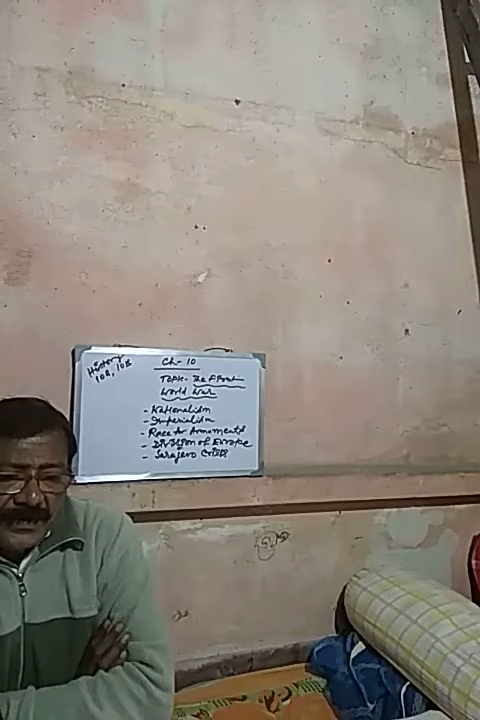 History
10A, 10B
Ch- 10
Topic- The First
World War
- Nationalism
- Imperialism
- Race for Armaments
- Division of Europe
- Sarajevo Crisis